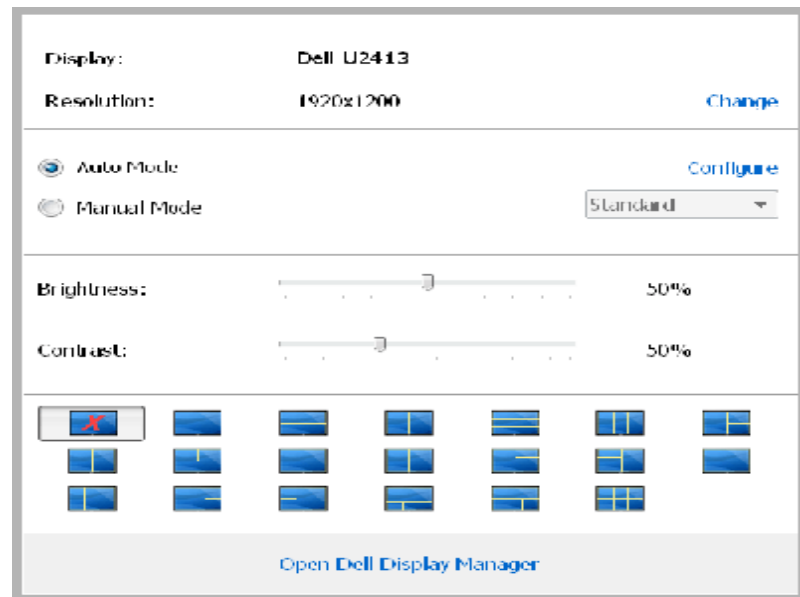 Display: Dell U2413
Resolution: 1920x1200 Change
Auto Mode Configure
Manual Mode Standard
Brightness: 50%
Contrast: 50%
X
Open Dell Display Manager